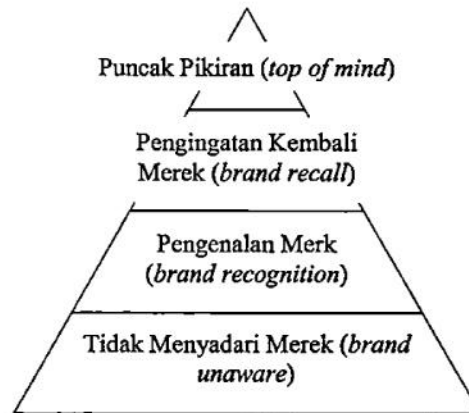 Puncak Pikiran (top of mind)
Pengingatan Kembali
Merek (brand recall)
Pengenalan Merk
(brand recognition)
Tidak Menyadari Merek (brand
unaware)